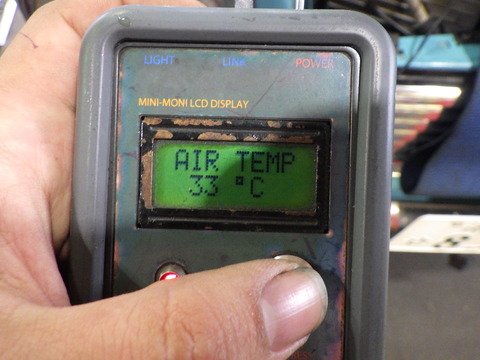 LIGHT LINK POWER
MINI-MONI LCD DISPLAY
AIR TEMP
33 °C